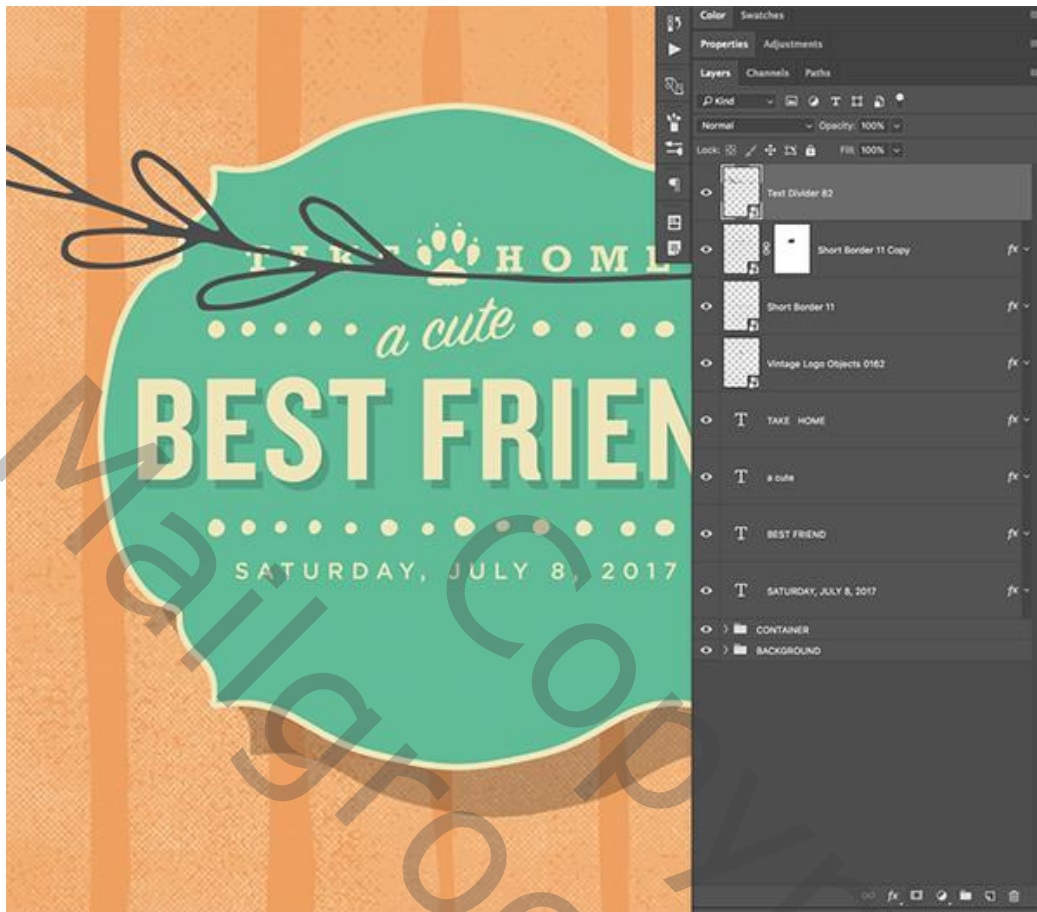 Color Swatches
Properties Adjustments
Layers Channels Paths
Kind
Normal Opacity: 100%
Lock: Fill: 100%
Text Divider 82
Short Border 11 Copy
Short Border 11
Vintage Logo Objects 0162
T TAKE HOME
T a cute
T BEST FRIEND
T SATURDAY, JULY 8, 2017
CONTAINER
BACKGROUND
fx
TAKE HOME
a cute
BEST FRIEN
SATURDAY, JULY 8, 2017